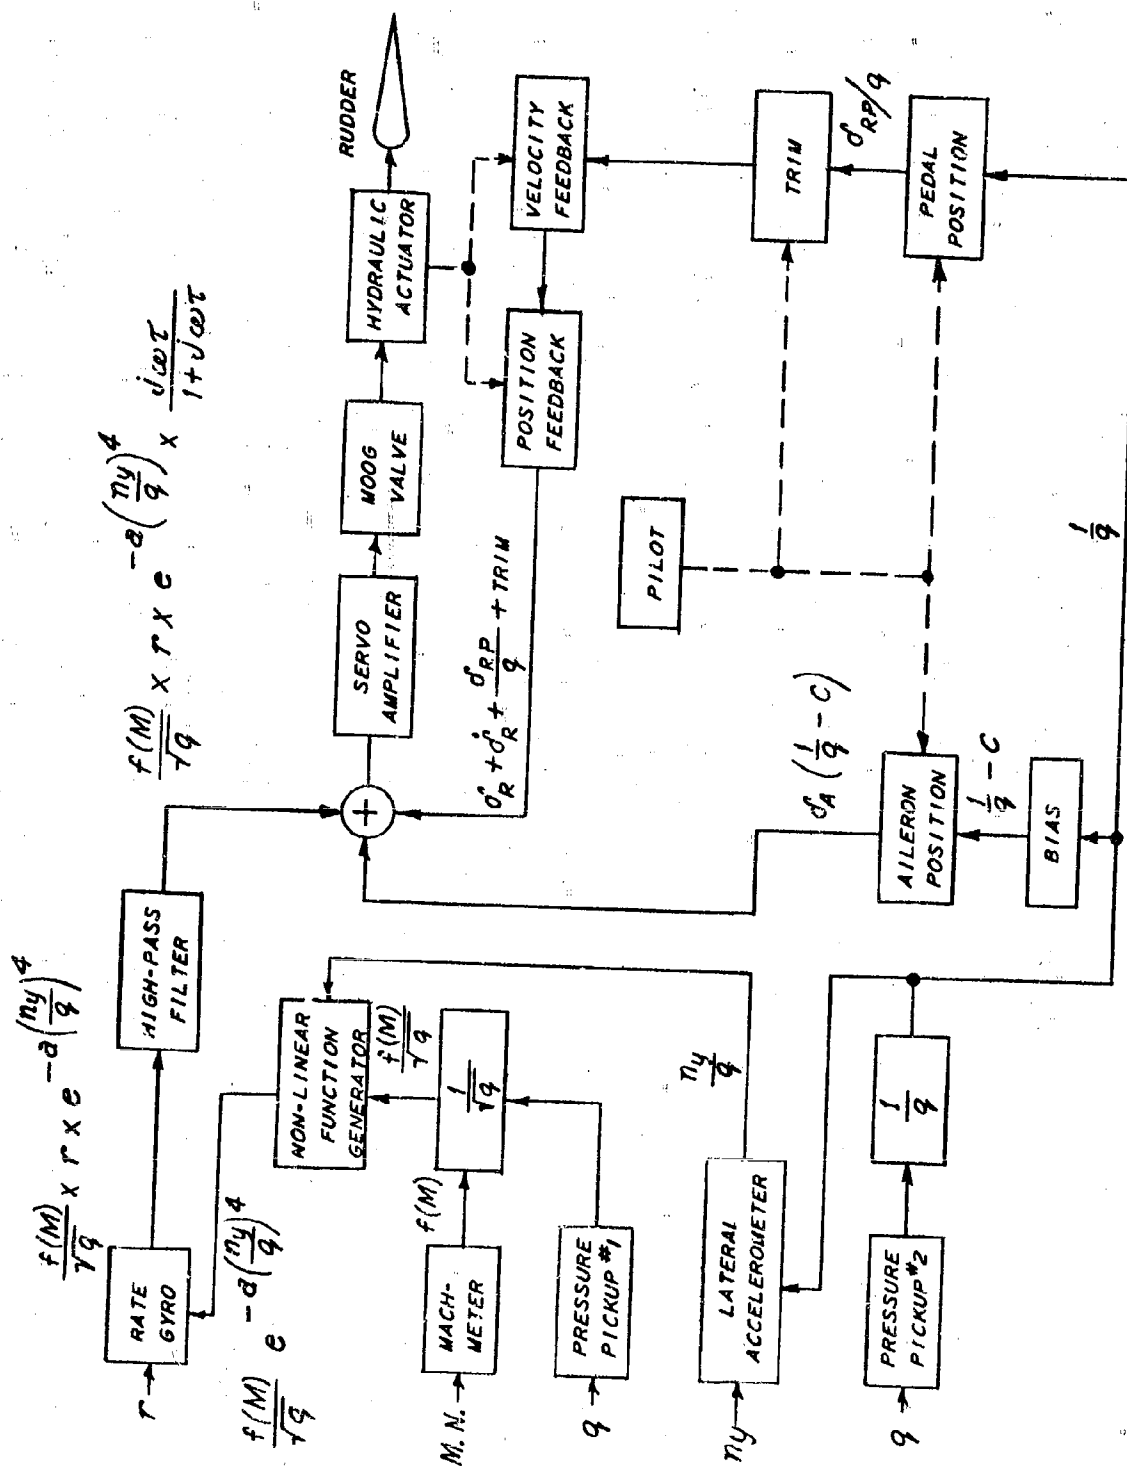 f(M)/√q × r × e^-a(ny/q)^4
f(M)/√q × r × e^-a(ny/q)^4 × jωτ/1+jωτ
r
RATE
GYRO
HIGH-PASS
FILTER
f(M)/√q e^-a(ny/q)^4
NON-LINEAR
FUNCTION
GENERATOR
f(M)/√q
M.N.
MACH-
METER
f(M)
1/√q
q
PRESSURE
PICKUP #1
ny
LATERAL
ACCELEROMETER
ny/q
q
PRESSURE
PICKUP #2
1/q
+
SERVO
AMPLIFIER
MOOG
VALVE
HYDRAULIC
ACTUATOR
RUDDER
POSITION
FEEDBACK
VELOCITY
FEEDBACK
δR + δ̇R + δRP/q + TRIM
PILOT
TRIM
δRP/q
δA (1/q - C)
AILERON
POSITION
PEDAL
POSITION
1/q - C
BIAS
1/q